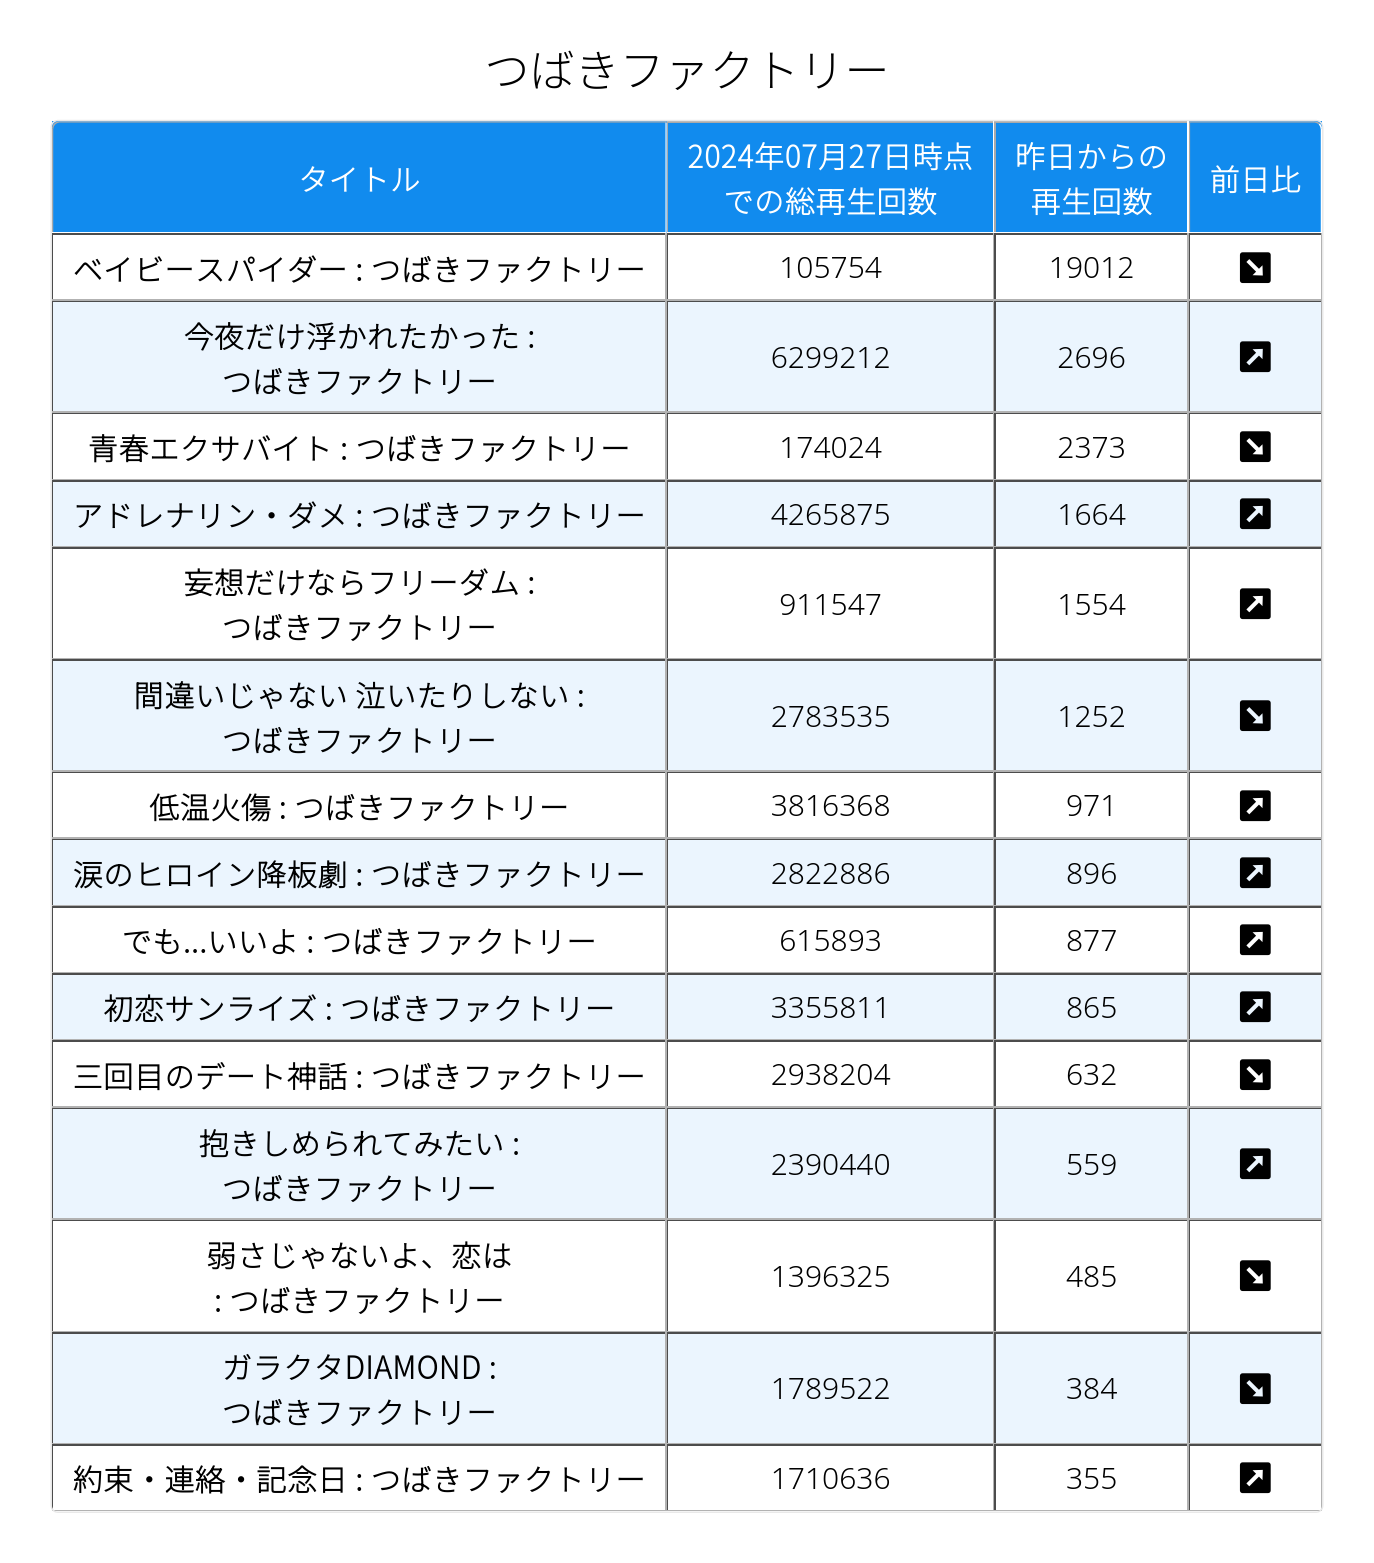 つばきファクトリー
タイトル
2024年07月27日時点
での総再生回数
昨日からの
再生回数
前日比
ベイビースパイダー : つばきファクトリー 105754 19012
今夜だけ浮かれたかった :
つばきファクトリー
6299212 2696
青春エクサバイト : つばきファクトリー 174024 2373
アドレナリン・ダメ : つばきファクトリー 4265875 1664
妄想だけならフリーダム :
つばきファクトリー
911547 1554
間違いじゃない 泣いたりしない :
つばきファクトリー
2783535 1252
低温火傷 : つばきファクトリー 3816368 971
涙のヒロイン降板劇 : つばきファクトリー 2822886 896
でも...いいよ : つばきファクトリー 615893 877
初恋サンライズ : つばきファクトリー 3355811 865
三回目のデート神話 : つばきファクトリー 2938204 632
抱きしめられてみたい :
つばきファクトリー
2390440 559
弱さじゃないよ、恋は
: つばきファクトリー
1396325 485
ガラクタDIAMOND :
つばきファクトリー
1789522 384
約束・連絡・記念日 : つばきファクトリー 1710636 355